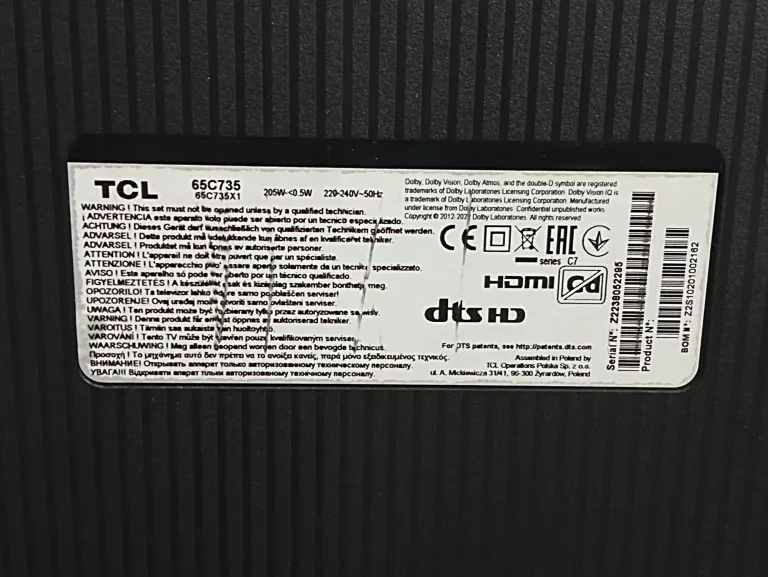 TCL
65C735
65C735X1
205W-<0.5W
220-240V~50Hz
WARNING ! This set must not be opened unless by a qualified technician.
¡ ADVERTENCIA este aparato solo puede ser abierto por un tecnico especializado.
ACHTUNG ! Dieses Gerät darf ausschließlich von qualifizierten Technikern geöffnet werden.
ADVARSEL ! Dette produkt må udelukkende kan åbnes af en kvalificeret tekniker.
ADVARSEL ! Produktet må kun åpnes av autoriserte personer.
ATTENTION ! L'appareil ne doit être ouvert que par un spécialiste.
ATTENZIONE ! L'apparecchio puo' essere aperto solamente da un tecnico specializzato.
AVISO ! Este aparelho só pode ser aberto por um técnico qualificado.
FIGYELMEZTETÉS ! A készüléket csak és kizárólag szakember bonthatja meg.
OPOZORILO! Ta televizor lahko odpre samo pooblaščen serviser!
UPOZORENJE! Ovaj uređaj može otvoriti samo ovlašteni serviser!
UWAGA ! Ten produkt może być otwierany tylko przez autoryzowane serwisy.
VARNING ! Denna produkt får endast öppnas av auktoriserad tekniker.
VAROITUS ! Tämän saa aukaista vain huoltoyhtiö.
VAROVÁNÍ ! Tento TV může být otevřen pouze kvalifikovaným servisem.
WAARSCHUWING ! Mag alleen geopend worden door een bevoegde technicus.
Προσοχή ! Το μηχάνημα αυτό δεν πρέπει να το ανοίξει κανείς, παρά μόνο εξειδικευμένος τεχνικός.
ВНИМАНИЕ! Открывать аппарат только авторизованному техническому персоналу.
УВАГА!!! Відкривати апарат тільки авторизованому технічному персоналу.
Dolby, Dolby Vision, Dolby Atmos, and the double-D symbol are registered
trademarks of Dolby Laboratories Licensing Corporation. Dolby Vision IQ is
a trademark of Dolby Laboratories Licensing Corporation. Manufactured
under license from Dolby Laboratories. Confidential unpublished works.
Copyright © 2012-202 Dolby Laboratories. All rights reserved.
CE
EAC
series C7
HDMI
dts HD
For DTS patents, see http://patents.dts.com
Assembled in Poland by
TCL Operations Polska Sp. z o.o.
ul. A. Mickiewicza 31/41, 96-300 Żyrardów, Poland
Serial N°: Z2238052295
Product N°:
BOM#: Z2S10201002162